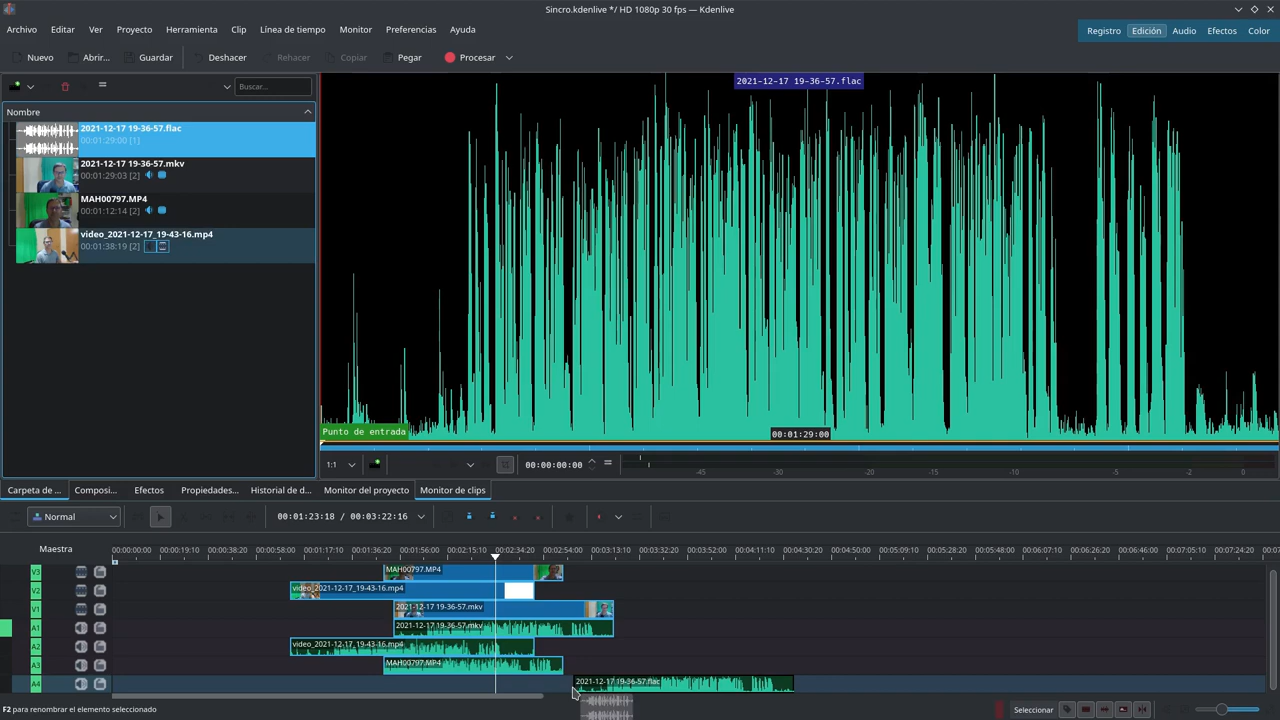 Sincro.kdenlive */ HD 1080p 30 fps — Kdenlive
Archivo Editar Ver Proyecto Herramienta Clip Línea de tiempo Monitor Preferencias Ayuda
Registro Edición Audio Efectos Color
Nuevo Abrir... Guardar Deshacer Rehacer Copiar Pegar Procesar
Buscar...
Nombre
2021-12-17 19-36-57.flac
00:01:29:00 [1]
2021-12-17 19-36-57.mkv
00:01:29:03 [2]
MAH00797.MP4
00:01:12:14 [2]
video_2021-12-17_19-43-16.mp4
00:01:38:19 [2]
2021-12-17 19-36-57.flac
Punto de entrada
00:01:29:00
1:1 00:00:00:00 -45 -30 -20 -15 -10 -5 -2 0
Carpeta de ... Composi... Efectos Propiedades... Historial de d... Monitor del proyecto Monitor de clips
Normal 00:01:23:18 / 00:03:22:16
Maestra
00:00:00:00 00:00:19:10 00:00:38:20 00:00:58:00 00:01:17:10 00:01:36:20 00:01:56:00 00:02:15:10 00:02:34:20 00:02:54:00 00:03:13:10 00:03:32:20 00:03:52:00 00:04:11:10 00:04:30:20 00:04:50:00 00:05:09:10 00:05:28:20 00:05:48:00 00:06:07:10 00:06:26:20 00:06:46:00 00:07:05:10 00:07:24:20
V3 MAH00797.MP4
V2 video_2021-12-17_19-43-16.mp4
V1 2021-12-17 19-36-57.mkv
A1 2021-12-17 19-36-57.mkv
A2 video_2021-12-17_19-43-16.mp4
A3 MAH00797.MP4
A4 2021-12-17 19-36-57.flac
F2 para renombrar el elemento seleccionado
Seleccionar